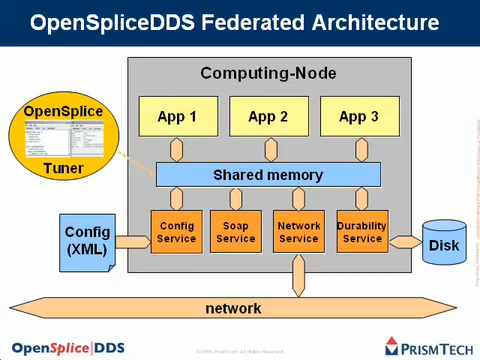 OpenSpliceDDS Federated Architecture
Computing-Node
OpenSplice
Tuner
App 1
App 2
App 3
Shared memory
Config
(XML)
Config
Service
Soap
Service
Network
Service
Durability
Service
Disk
network
OpenSplice|DDS
PRISMTECH